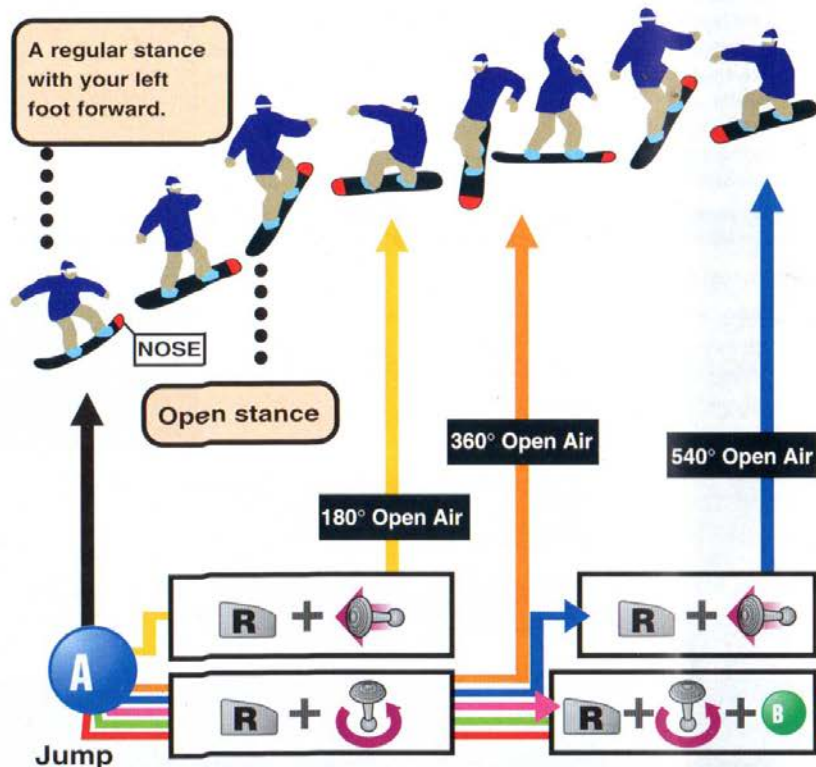 A regular stance
with your left
foot forward.
NOSE
Open stance
360° Open Air
540° Open Air
180° Open Air
R + 
R + 
A
R + 
R + + B
Jump